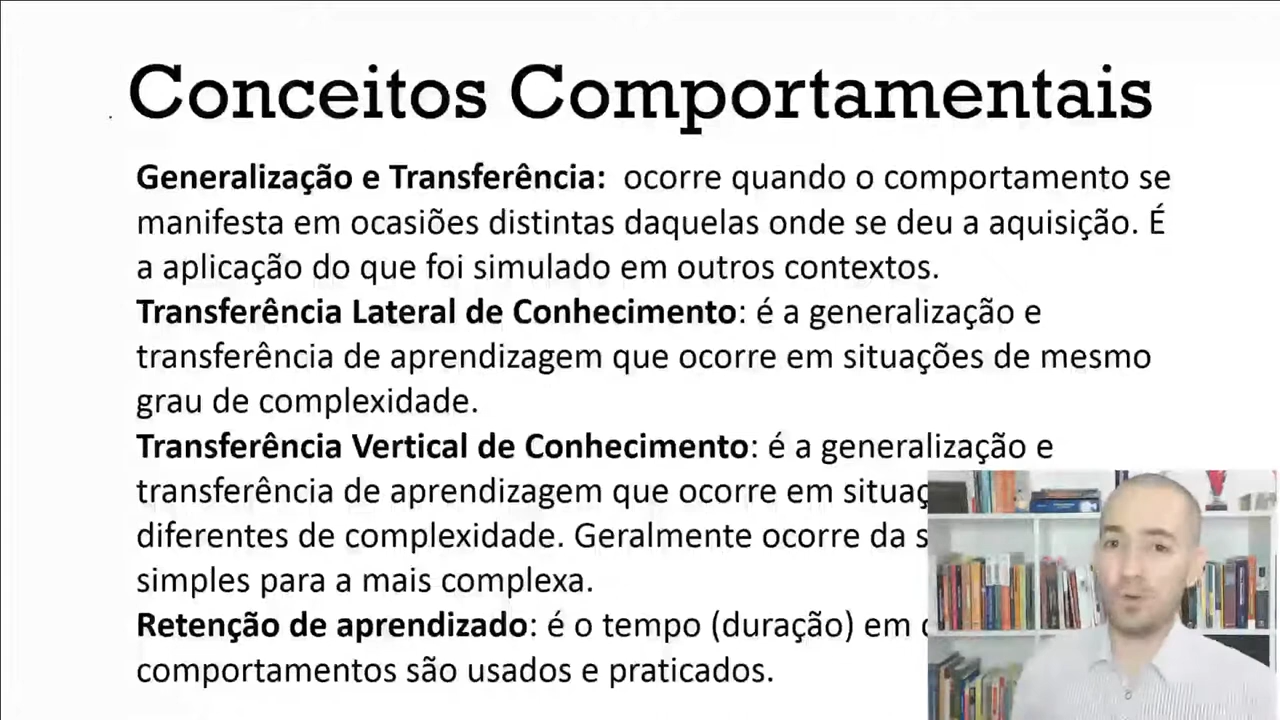 Conceitos Comportamentais
Generalização e Transferência: ocorre quando o comportamento se
manifesta em ocasiões distintas daquelas onde se deu a aquisição. É
a aplicação do que foi simulado em outros contextos.
Transferência Lateral de Conhecimento: é a generalização e
transferência de aprendizagem que ocorre em situações de mesmo
grau de complexidade.
Transferência Vertical de Conhecimento: é a generalização e
transferência de aprendizagem que ocorre em
diferentes de complexidade. Geralmente ocorre da
simples para a mais complexa.
Retenção de aprendizado: é o tempo (duração) em
comportamentos são usados e praticados.